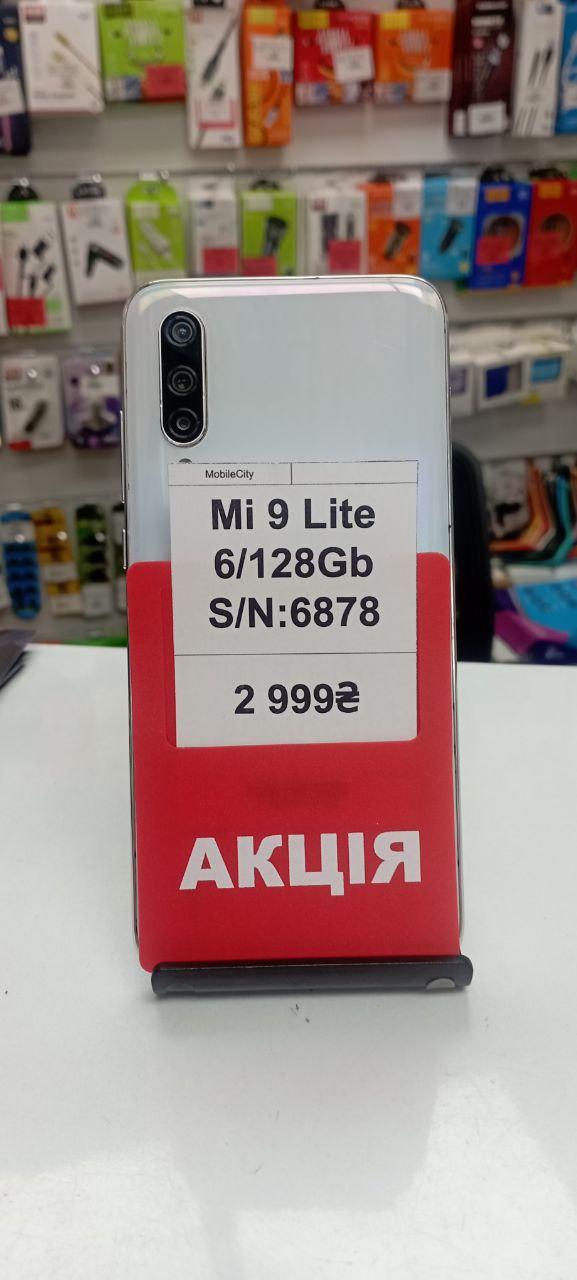 MobileCity
Mi 9 Lite
6/128Gb
S/N:6878
2 999₴
АКЦІЯ